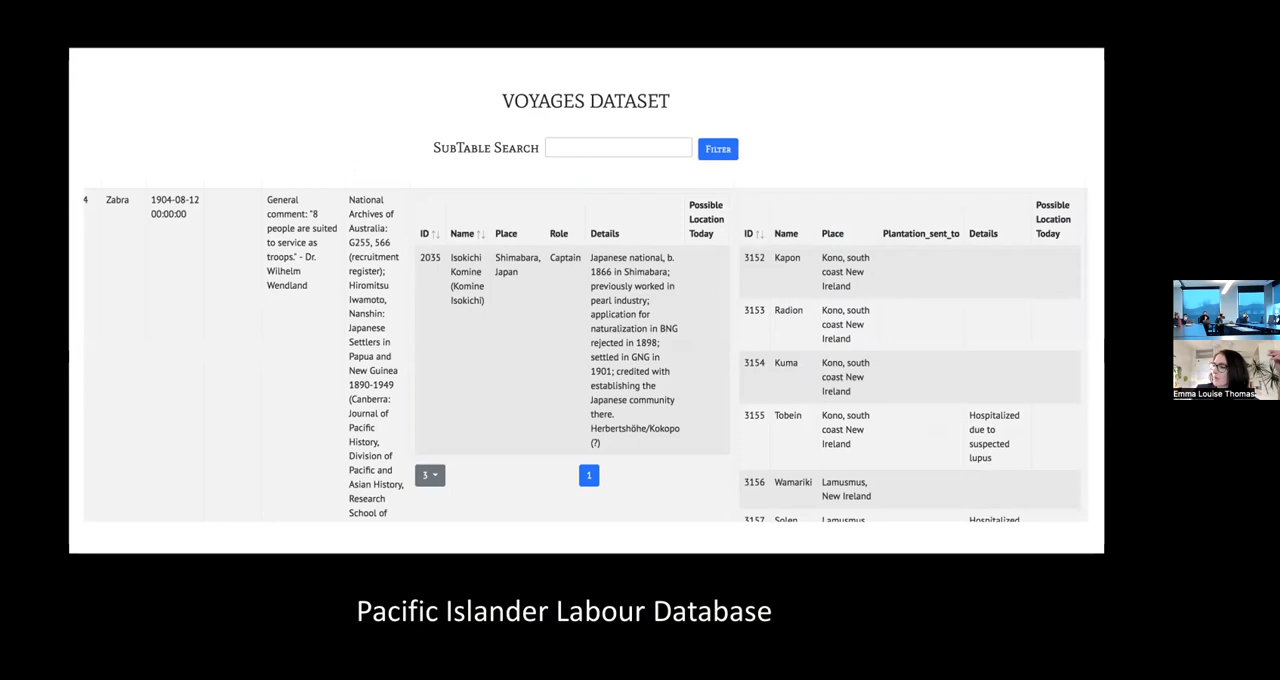 VOYAGES DATASET
SubTable Search
Filter
4
Zabra
1904-08-12
00:00:00
General
comment: "8
people are suited
to service as
troops." - Dr.
Wilhelm
Wendland
National
Archives of
Australia:
G255, 566
(recruitment
register);
Hiromitsu
Iwamoto,
Nanshin:
Japanese
Settlers in
Papua and
New Guinea
1890-1949
(Canberra:
Journal of
Pacific
History,
Division of
Pacific and
Asian History,
Research
School of
ID Name Place Role Details Possible
Location
Today
2035
Isokichi
Komine
(Komine
Isokichi)
Shimabara,
Japan
Captain
Japanese national, b.
1866 in Shimabara;
previously worked in
pearl industry;
application for
naturalization in BNG
rejected in 1898;
settled in GNG in
1901; credited with
establishing the
Japanese community
there.
Herbertshöhe/Kokopo
(?)
3
1
ID Name Place Plantation_sent_to Details Possible
Location
Today
3152 Kapon Kono, south
coast New
Ireland
3153 Radion Kono, south
coast New
Ireland
3154 Kuma Kono, south
coast New
Ireland
3155 Tobein Kono, south
coast New
Ireland
Hospitalized
due to
suspected
lupus
3156 Wamariki Lamusmus,
New Ireland
3157 Solen Lamusmus, Hospitalized
Emma Louise Thomas
Pacific Islander Labour Database